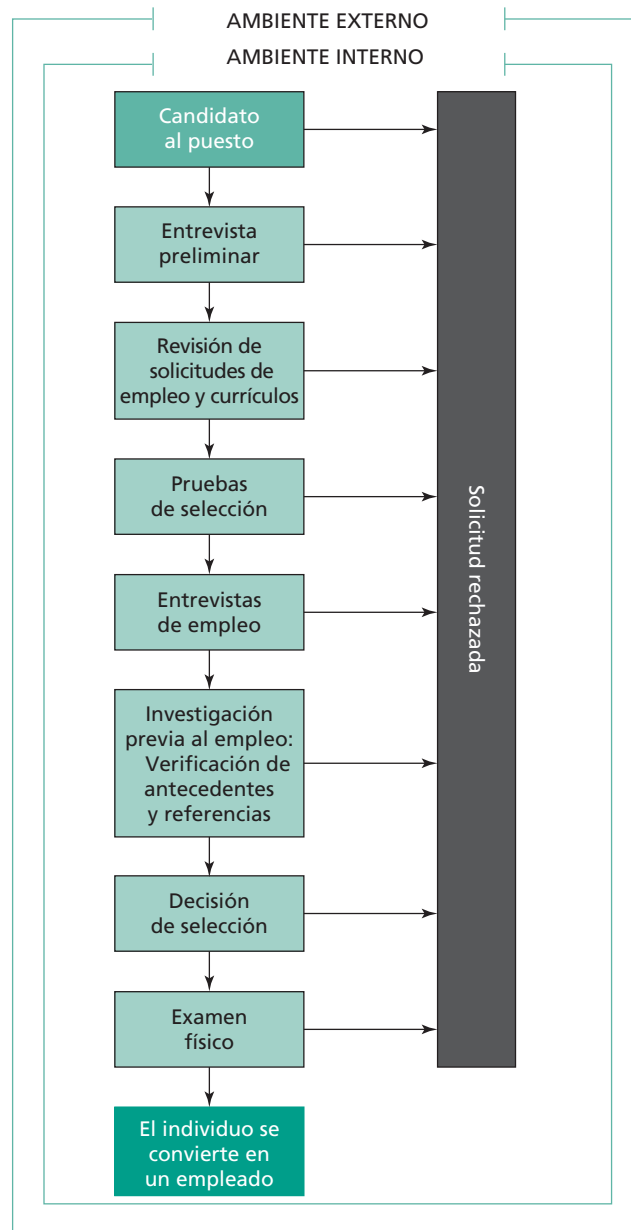 AMBIENTE EXTERNO
AMBIENTE INTERNO
Candidato
al puesto
Entrevista
preliminar
Revisión de
solicitudes de
empleo y currículos
Pruebas
de selección
Entrevistas
de empleo
Investigación
previa al empleo:
Verificación de
antecedentes
y referencias
Decisión
de selección
Examen
físico
El individuo se
convierte en
un empleado
Solicitud rechazada